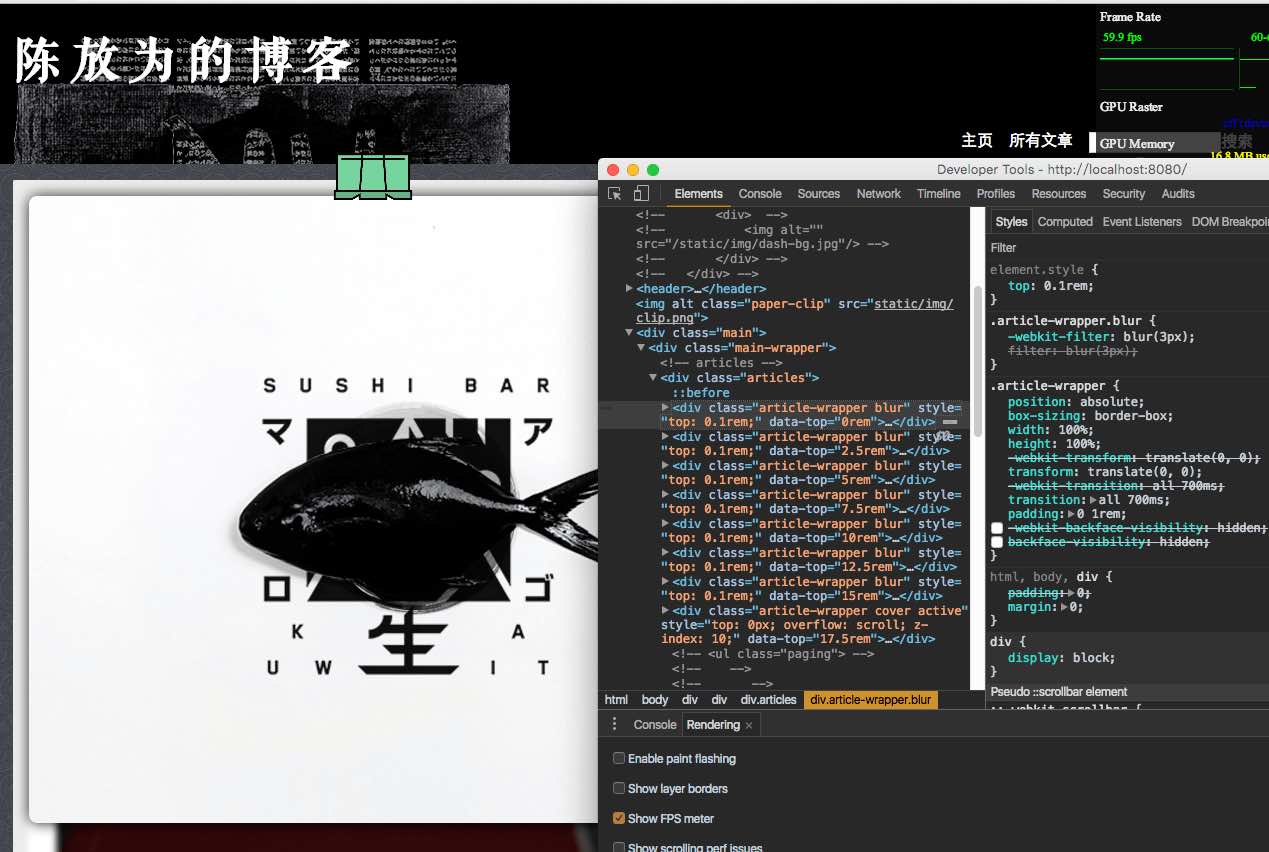 陈放为的博客
主页 所有文章
搜索
Frame Rate
59.9 fps
GPU Raster
GPU Memory
SUSHI BAR
マ ア
ロ ゴ
K 生 A
U W I T
Developer Tools - http://localhost:8080/
Elements Console Sources Network Timeline Profiles Resources Security Audits
<!-- <div> -->
<!-- <img alt=""
src="/static/img/dash-bg.jpg"/> -->
<!-- </div> -->
<!-- </div> -->
<header>…</header>
<img alt class="paper-clip" src="static/img/
clip.png">
<div class="main">
<div class="main-wrapper">
<!-- articles -->
<div class="articles">
::before
<div class="article-wrapper blur" style=
"top: 0.1rem;" data-top="0rem">…</div>
<div class="article-wrapper blur" style=
"top: 0.1rem;" data-top="2.5rem">…</div>
<div class="article-wrapper blur" style=
"top: 0.1rem;" data-top="5rem">…</div>
<div class="article-wrapper blur" style=
"top: 0.1rem;" data-top="7.5rem">…</div>
<div class="article-wrapper blur" style=
"top: 0.1rem;" data-top="10rem">…</div>
<div class="article-wrapper blur" style=
"top: 0.1rem;" data-top="12.5rem">…</div>
<div class="article-wrapper blur" style=
"top: 0.1rem;" data-top="15rem">…</div>
<div class="article-wrapper cover active"
style="top: 0px; overflow: scroll; z-
index: 10;" data-top="17.5rem">…</div>
<!-- <ul class="paging"> -->
<!-- -->
<!-- -->
html body div div div.articles div.article-wrapper.blur
Styles Computed Event Listeners
Filter
element.style {
top: 0.1rem;
}
.article-wrapper.blur {
-webkit-filter: blur(3px);
filter: blur(3px);
}
.article-wrapper {
position: absolute;
box-sizing: border-box;
width: 100%;
height: 100%;
-webkit-transform: translate(0, 0);
transform: translate(0, 0);
-webkit-transition: all 700ms;
transition: all 700ms;
padding: 0 1rem;
-webkit-backface-visibility: hidden;
backface-visibility: hidden;
}
html, body, div {
padding: 0;
margin: 0;
}
div {
display: block;
}
Pseudo ::scrollbar element
Console Rendering ×
Enable paint flashing
Show layer borders
Show FPS meter
Show scrolling perf issues